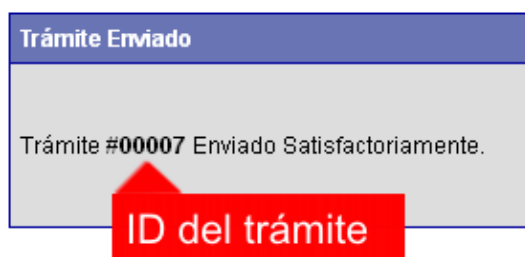 Trámite Enviado
Trámite #00007 Enviado Satisfactoriamente.
ID del trámite